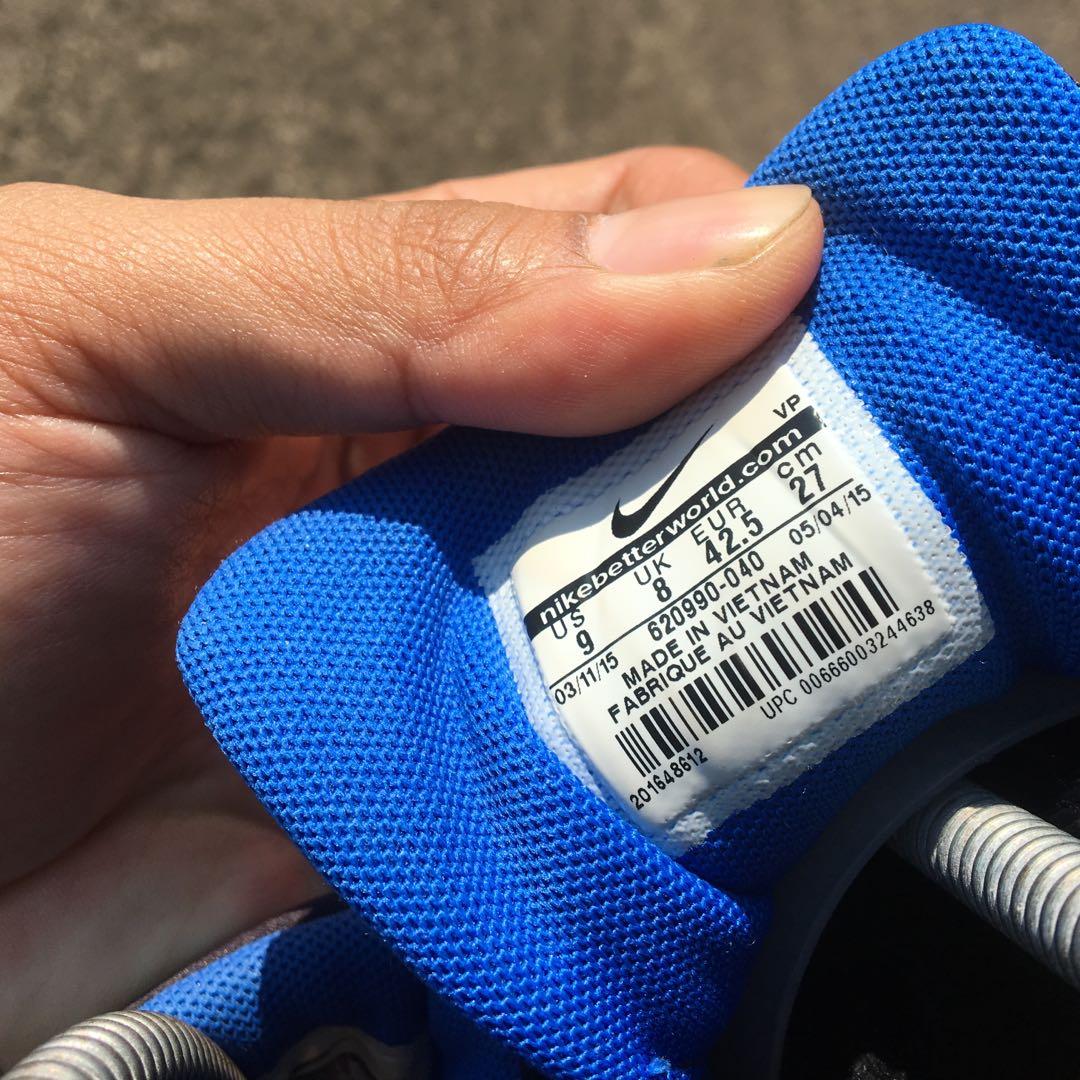 VP
nikebetterworld.com
US UK EUR cm
9 8 42.5 27
03/11/15 620990-040 05/04/15
MADE IN VIETNAM
FABRIQUE AU VIETNAM
201648612 UPC 00666003244638